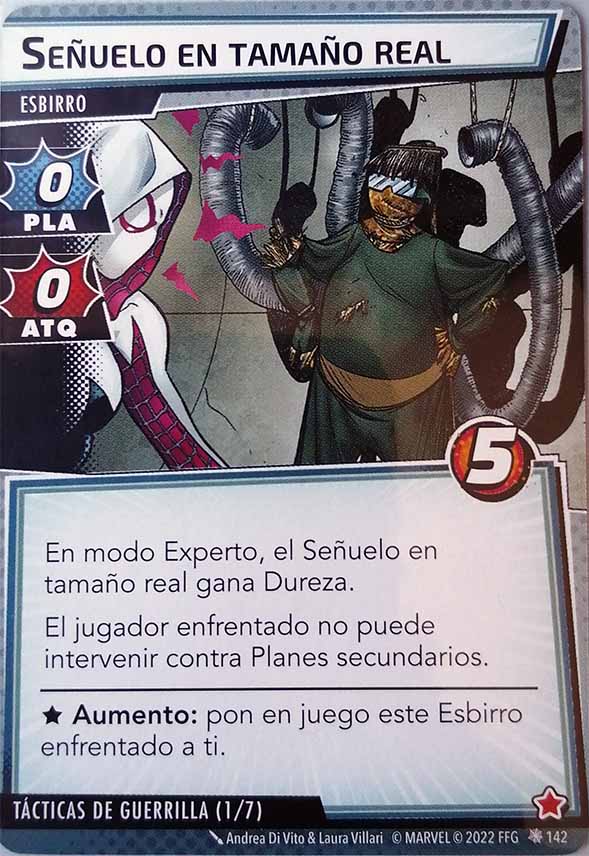 SEÑUELO EN TAMAÑO REAL
ESBIRRO
0
PLA
0
ATQ
5
En modo Experto, el Señuelo en
tamaño real gana Dureza.
El jugador enfrentado no puede
intervenir contra Planes secundarios.
★ Aumento: pon en juego este Esbirro
enfrentado a ti.
TÁCTICAS DE GUERRILLA (1/7)
Andrea Di Vito & Laura Villari © MARVEL © 2022 FFG 142